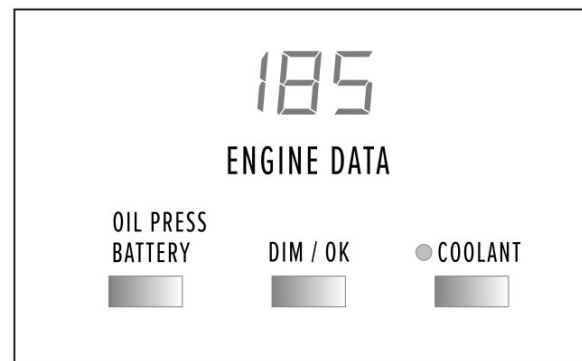 185
ENGINE DATA
OIL PRESS
BATTERY
DIM / OK
COOLANT